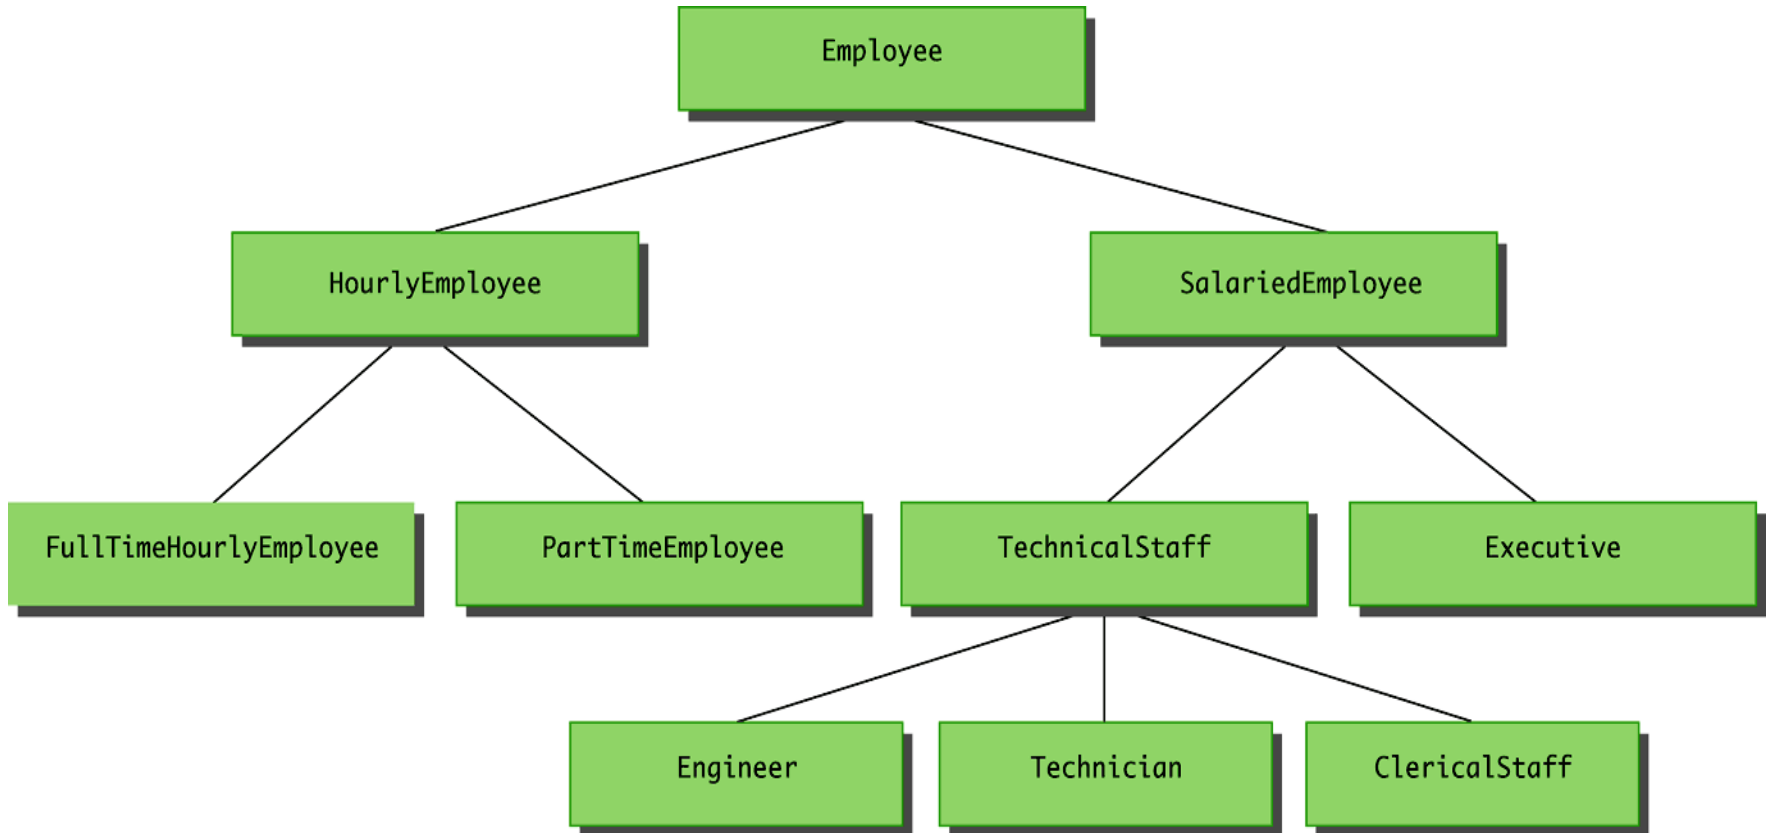 Employee
HourlyEmployee
SalariedEmployee
FullTimeHourlyEmployee
PartTimeEmployee
TechnicalStaff
Executive
Engineer
Technician
ClericalStaff